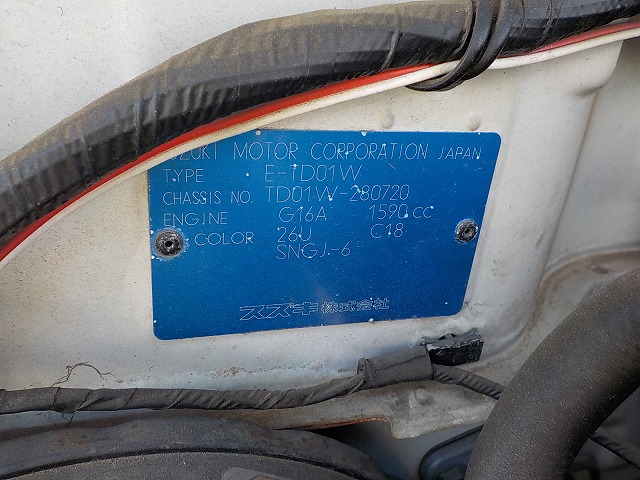 UZUKI MOTOR CORPORATION JAPAN
TYPE E-TD01W
CHASSIS NO. TD01W-280720
ENGINE G16A 1590 CC
COLOR 26U C18
SNGJ-6
スズキ株式会社